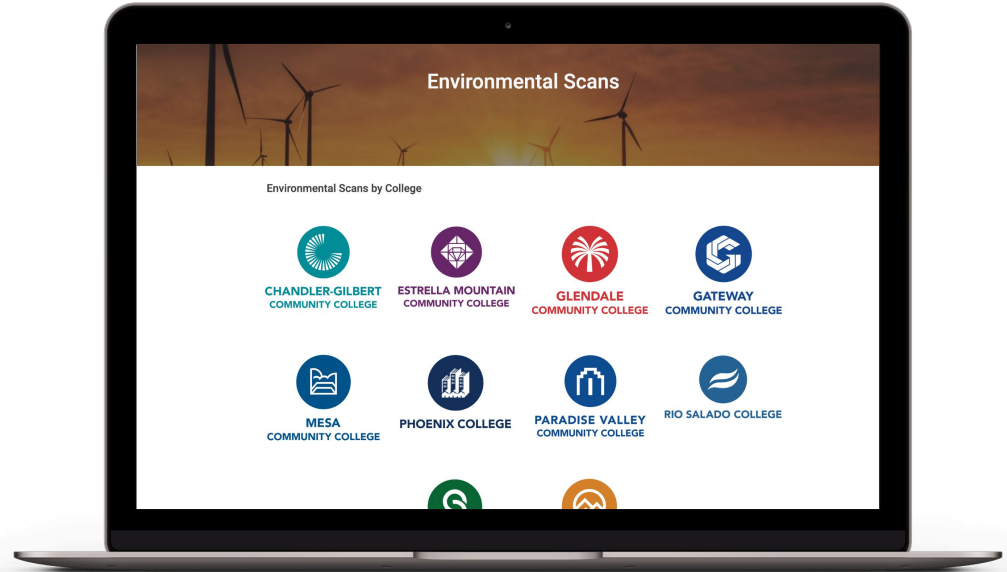 Environmental Scans
Environmental Scans by College
CHANDLER-GILBERT
COMMUNITY COLLEGE
ESTRELLA MOUNTAIN
COMMUNITY COLLEGE
GLENDALE
COMMUNITY COLLEGE
GATEWAY
COMMUNITY COLLEGE
MESA
COMMUNITY COLLEGE
PHOENIX COLLEGE
PARADISE VALLEY
COMMUNITY COLLEGE
RIO SALADO COLLEGE